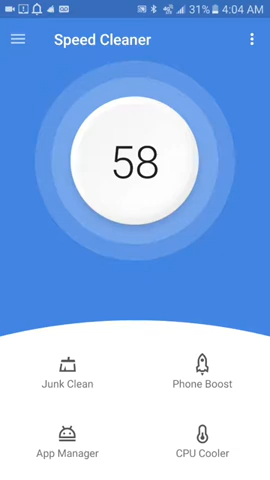 31% 4:04 AM
Speed Cleaner
58
Junk Clean
Phone Boost
App Manager
CPU Cooler